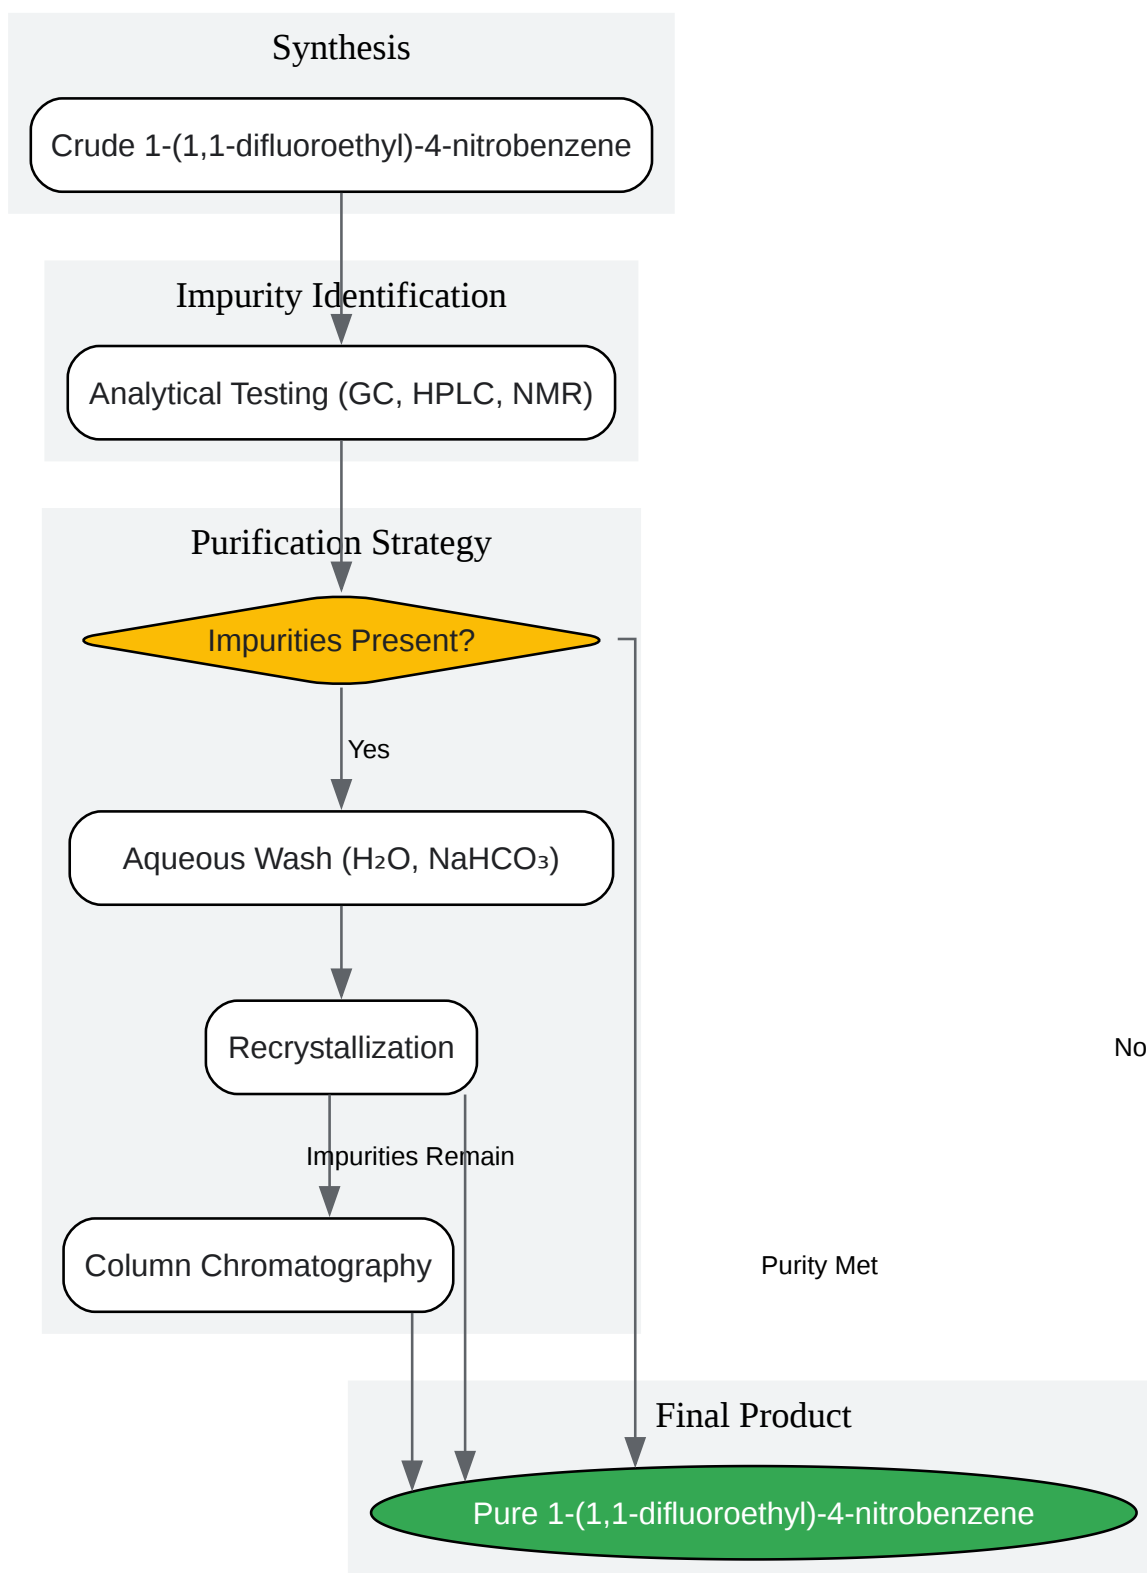 Synthesis
Crude 1-(1,1-difluoroethyl)-4-nitrobenzene
Impurity Identification
Analytical Testing (GC, HPLC, NMR)
Purification Strategy
Impurities Present?
Yes
Aqueous Wash (H₂O, NaHCO₃)
Recrystallization
No
Impurities Remain
Column Chromatography
Purity Met
Final Product
Pure 1-(1,1-difluoroethyl)-4-nitrobenzene